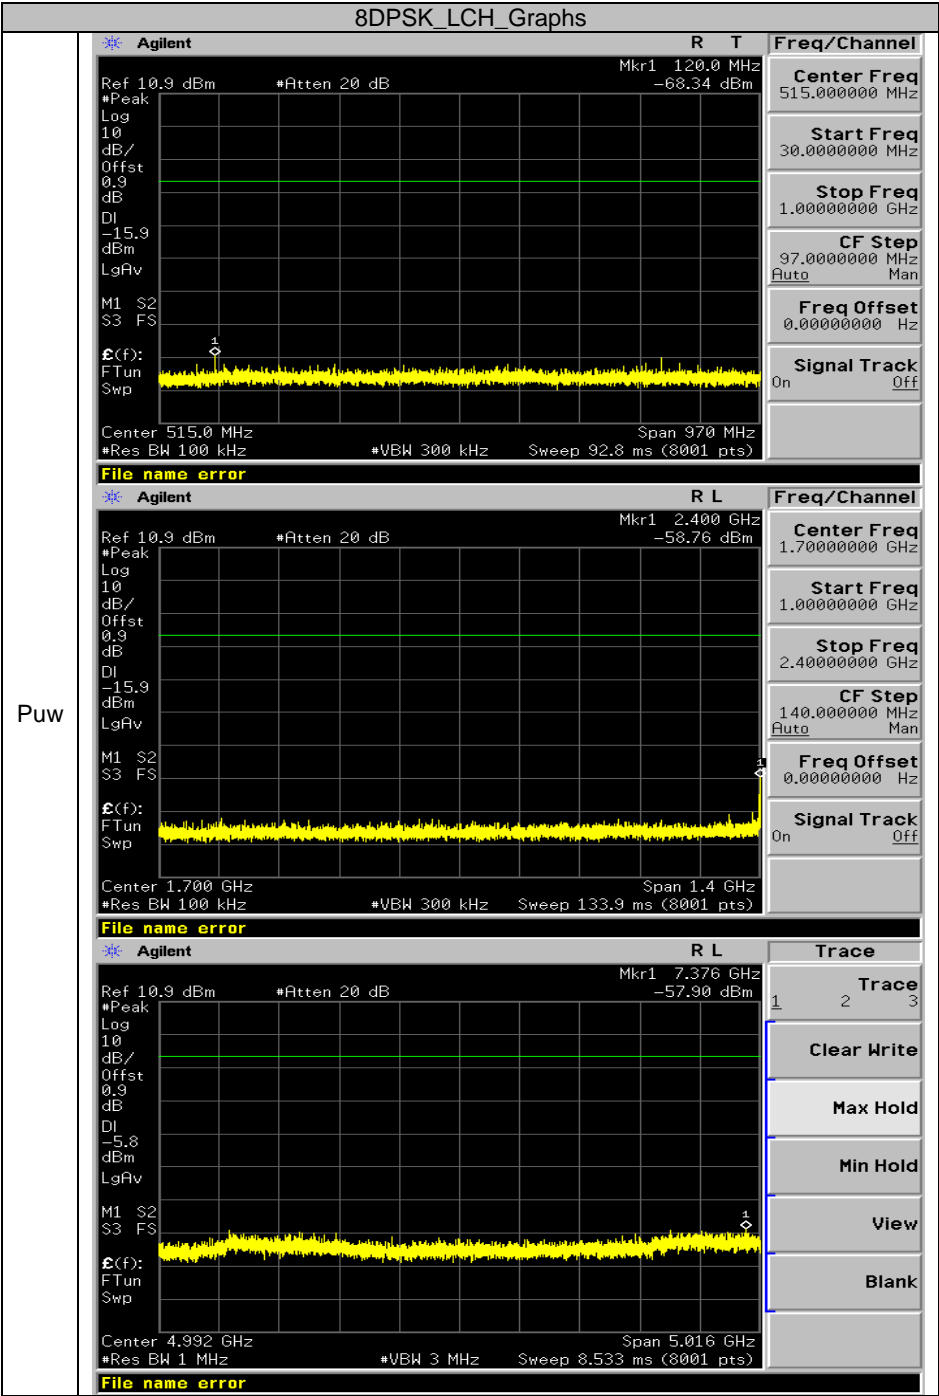 8DPSK_LCH_Graphs
Puw
Agilent R T Freq/Channel
Mkr1 120.0 MHz
Ref 10.9 dBm #Atten 20 dB -68.34 dBm
#Peak
Log
10
dB/
Offst
0.9
dB
DI
-15.9
dBm
LgAv
M1 S2
S3 FS
£(f):
FTun
Swp
1
Center 515.0 MHz Span 970 MHz
#Res BW 100 kHz #VBW 300 kHz Sweep 92.8 ms (8001 pts)
File name error
Center Freq
515.000000 MHz
Start Freq
30.0000000 MHz
Stop Freq
1.00000000 GHz
CF Step
97.0000000 MHz
Auto Man
Freq Offset
0.00000000 Hz
Signal Track
On Off
Agilent R L Freq/Channel
Mkr1 2.400 GHz
Ref 10.9 dBm #Atten 20 dB -58.76 dBm
#Peak
Log
10
dB/
Offst
0.9
dB
DI
-15.9
dBm
LgAv
M1 S2
S3 FS
£(f):
FTun
Swp
1
Center 1.700 GHz Span 1.4 GHz
#Res BW 100 kHz #VBW 300 kHz Sweep 133.9 ms (8001 pts)
File name error
Center Freq
1.70000000 GHz
Start Freq
1.00000000 GHz
Stop Freq
2.40000000 GHz
CF Step
140.000000 MHz
Auto Man
Freq Offset
0.00000000 Hz
Signal Track
On Off
Agilent R L Trace
Mkr1 7.376 GHz
Ref 10.9 dBm #Atten 20 dB -57.90 dBm
#Peak
Log
10
dB/
Offst
0.9
dB
DI
-5.8
dBm
LgAv
M1 S2
S3 FS
£(f):
FTun
Swp
1
Center 4.992 GHz Span 5.016 GHz
#Res BW 1 MHz #VBW 3 MHz Sweep 8.533 ms (8001 pts)
File name error
Trace
1 2 3
Clear Write
Max Hold
Min Hold
View
Blank